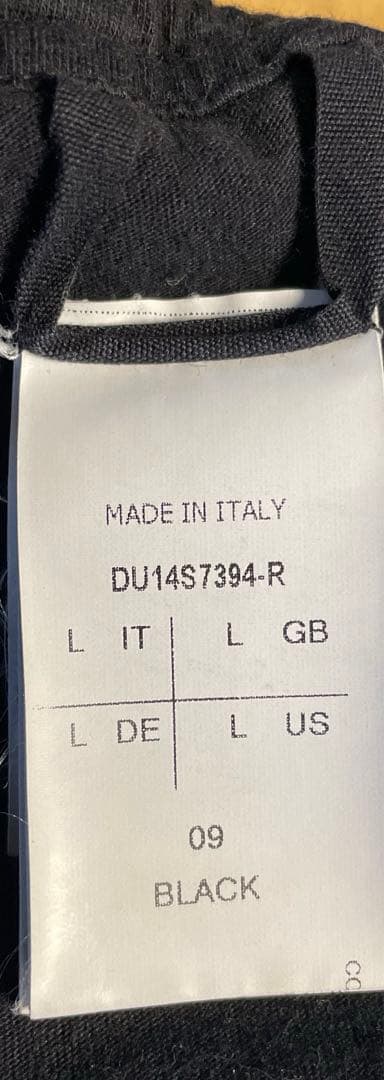 MADE IN ITALY
DU14S7394-R
L IT L GB
L DE L US
09
BLACK